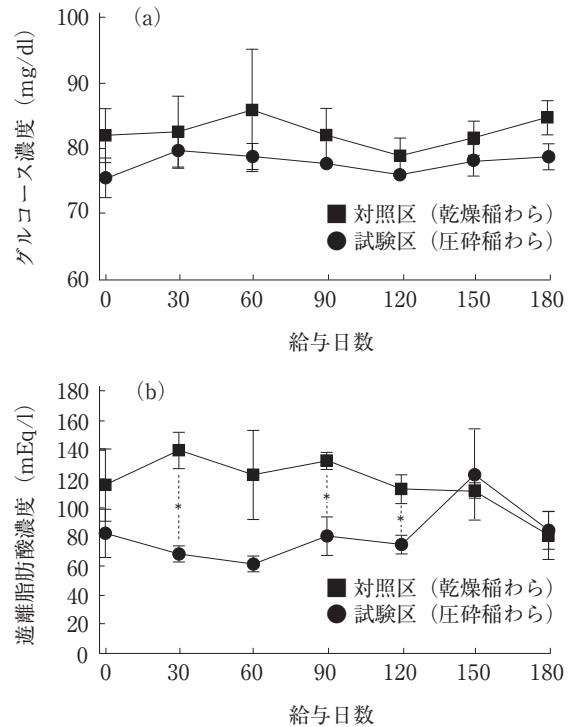 (a)
グルコース濃度 (mg/dl)
100
90
80
70
60
■ 対照区（乾燥稲わら）
● 試験区（圧砕稲わら）
0 30 60 90 120 150 180
給与日数
(b)
遊離脂肪酸濃度 (mEq/l)
180
160
140
120
100
80
60
40
20
0
* * *
■ 対照区（乾燥稲わら）
● 試験区（圧砕稲わら）
0 30 60 90 120 150 180
給与日数